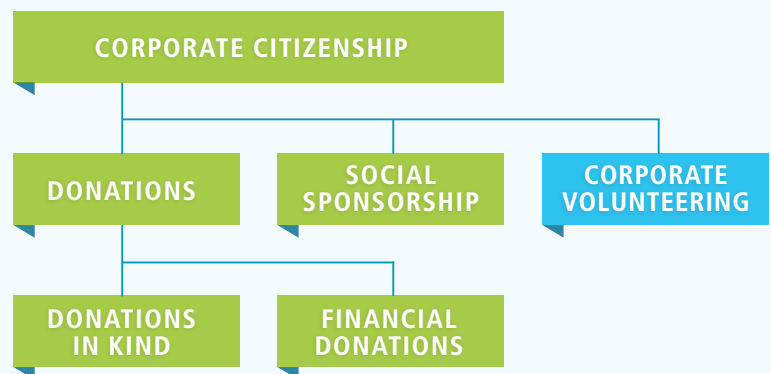 CORPORATE CITIZENSHIP
DONATIONS
SOCIAL
SPONSORSHIP
CORPORATE
VOLUNTEERING
DONATIONS
IN KIND
FINANCIAL
DONATIONS